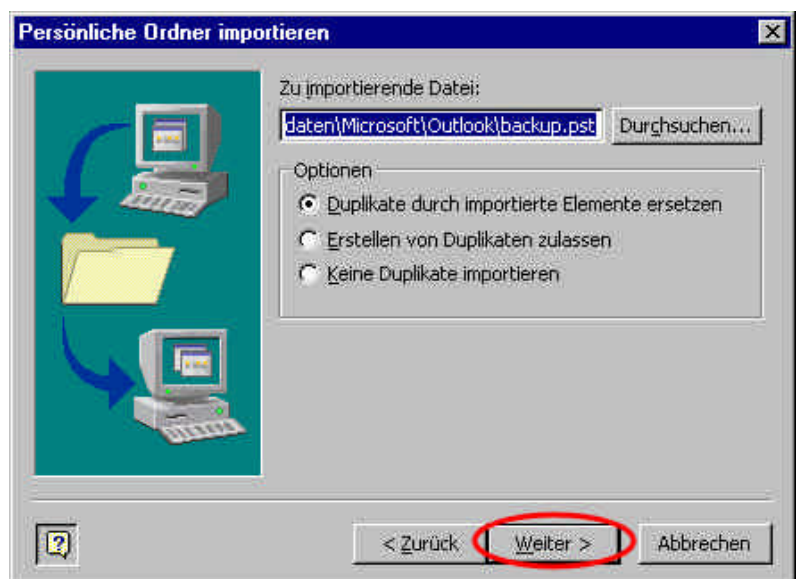 Persönliche Ordner importieren
Zu importierende Datei:
daten\Microsoft\Outlook\backup.pst
Durchsuchen...
Optionen
Duplikate durch importierte Elemente ersetzen
Erstellen von Duplikaten zulassen
Keine Duplikate importieren
< Zurück
Weiter >
Abbrechen